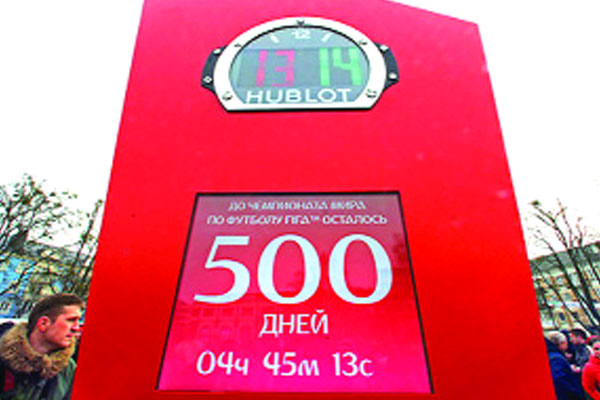 12
13 14
HUBLOT
ДО ЧЕМПИОНАТА МИРА
ПО ФУТБОЛУ FIFA™ ОСТАЛОСЬ
500
ДНЕЙ
04ч 45м 13с